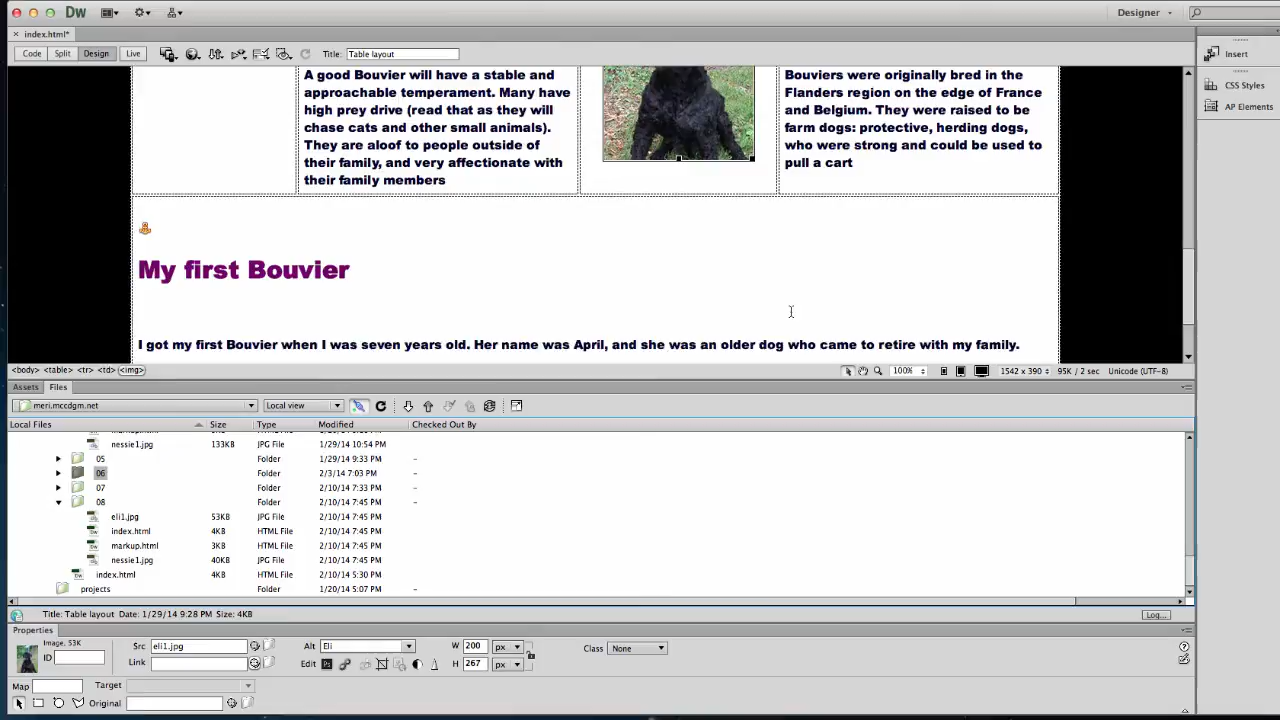 Dw
Designer
index.html*
Code Split Design Live Title: Table layout
Insert
CSS Styles
AP Elements
A good Bouvier will have a stable and
approachable temperament. Many have
high prey drive (read that as they will
chase cats and other small animals).
They are aloof to people outside of
their family, and very affectionate with
their family members
Bouviers were originally bred in the
Flanders region on the edge of France
and Belgium. They were raised to be
farm dogs: protective, herding dogs,
who were strong and could be used to
pull a cart
My first Bouvier
I got my first Bouvier when I was seven years old. Her name was April, and she was an older dog who came to retire with my family.
<body> <table> <tr> <td> <img> 100% 1542 x 390 95K / 2 sec Unicode (UTF-8)
Assets Files
meri.mccdgm.net Local view
Local Files Size Type Modified Checked Out By
nessie1.jpg 133KB JPG File 1/29/14 10:54 PM
05 Folder 1/29/14 9:33 PM -
06 Folder 2/3/14 7:03 PM -
07 Folder 2/10/14 7:33 PM -
08 Folder 2/10/14 7:45 PM -
eli1.jpg 53KB JPG File 2/10/14 7:45 PM
index.html 4KB HTML File 2/10/14 7:45 PM
markup.html 3KB HTML File 2/10/14 7:45 PM
nessie1.jpg 40KB JPG File 2/10/14 7:45 PM
index.html 4KB HTML File 2/10/14 5:30 PM
projects Folder 1/20/14 5:07 PM -
Title: Table layout Date: 1/29/14 9:28 PM Size: 4KB Log...
Properties
Image, 53K Src eli1.jpg Alt Eli W 200 px Class None
ID Link Edit H 267 px
Map Target
Original